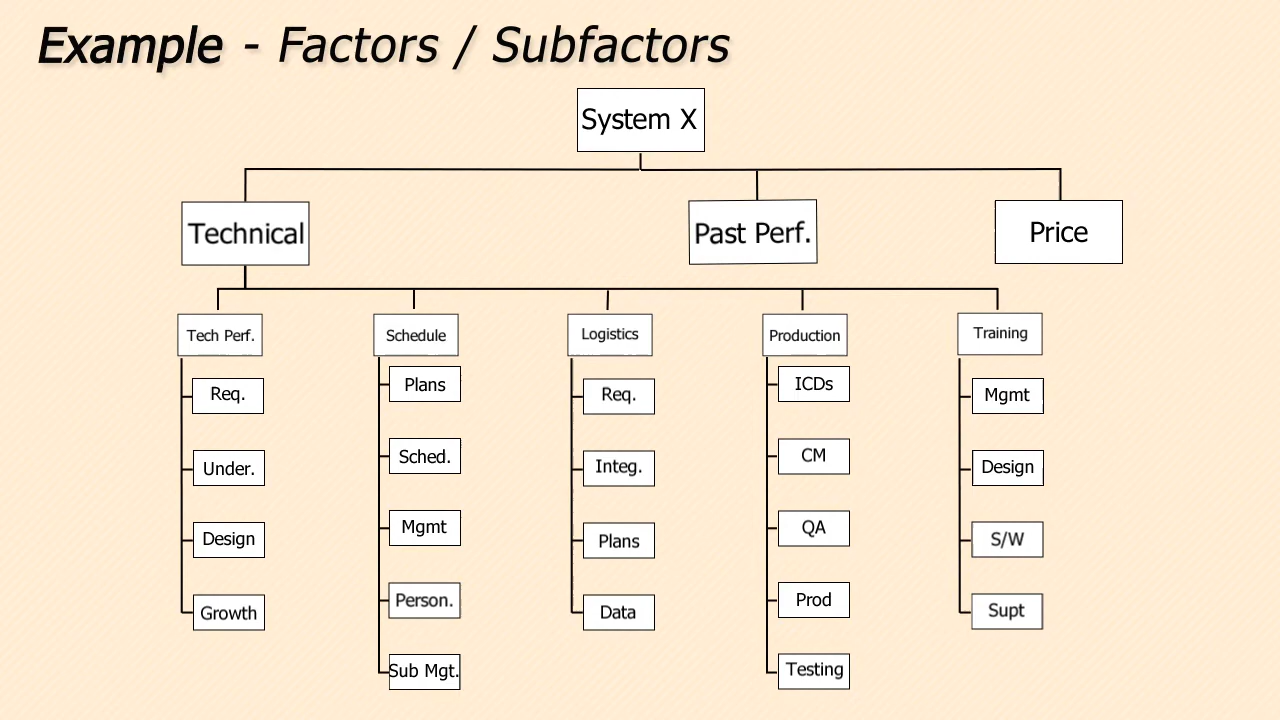 Example - Factors / Subfactors
System X
Technical
Past Perf.
Price
Tech Perf.
Schedule
Logistics
Production
Training
Req.
Under.
Design
Growth
Plans
Sched.
Mgmt
Person.
Sub Mgt.
Req.
Integ.
Plans
Data
ICDs
CM
QA
Prod
Testing
Mgmt
Design
S/W
Supt